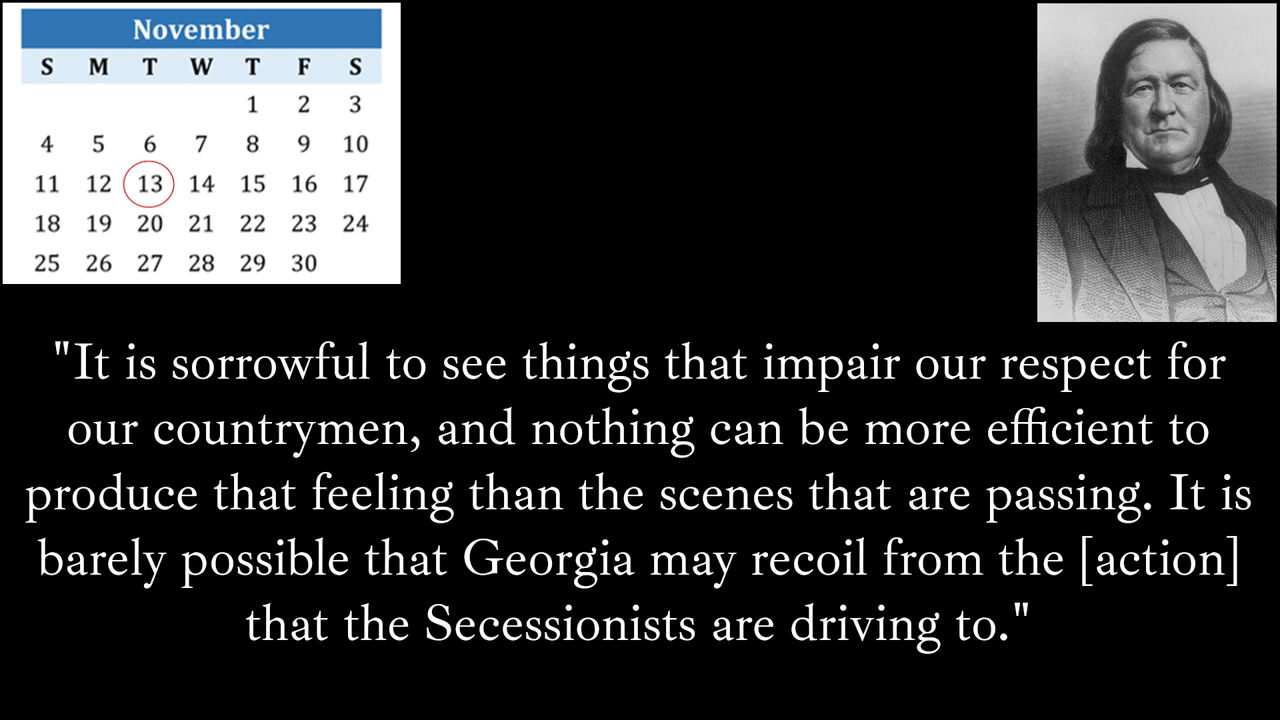 November
S M T W T F S
1 2 3
4 5 6 7 8 9 10
11 12 13 14 15 16 17
18 19 20 21 22 23 24
25 26 27 28 29 30
"It is sorrowful to see things that impair our respect for
our countrymen, and nothing can be more efficient to
produce that feeling than the scenes that are passing. It is
barely possible that Georgia may recoil from the [action]
that the Secessionists are driving to."